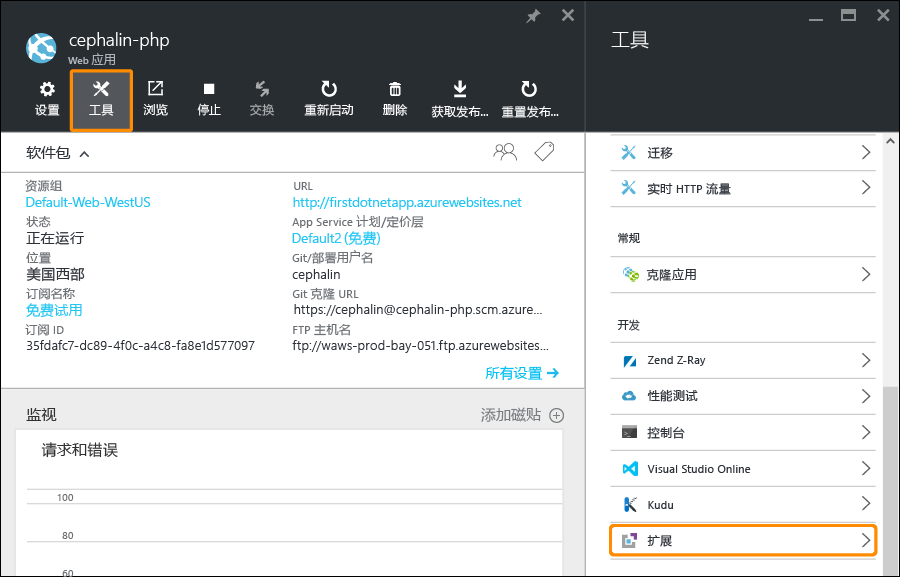 cephalin-php
Web 应用
设置
工具
浏览
停止
交换
重新启动
删除
获取发布...
重置发布...
软件包
资源组
Default-Web-WestUS
状态
正在运行
位置
美国西部
订阅名称
免费试用
订阅 ID
35fdafc7-dc89-4f0c-a4c8-fa8e1d577097
URL
http://firstdotnetapp.azurewebsites.net
App Service 计划/定价层
Default2 (免费)
Git/部署用户名
cephalin
Git 克隆 URL
https://cephalin@cephalin-php.scm.azure...
FTP 主机名
ftp://waws-prod-bay-051.ftp.azurewebsites...
所有设置
监视
添加磁贴
请求和错误
100
80
60
工具
迁移
实时 HTTP 流量
常规
克隆应用
开发
Zend Z-Ray
性能测试
控制台
Visual Studio Online
Kudu
扩展